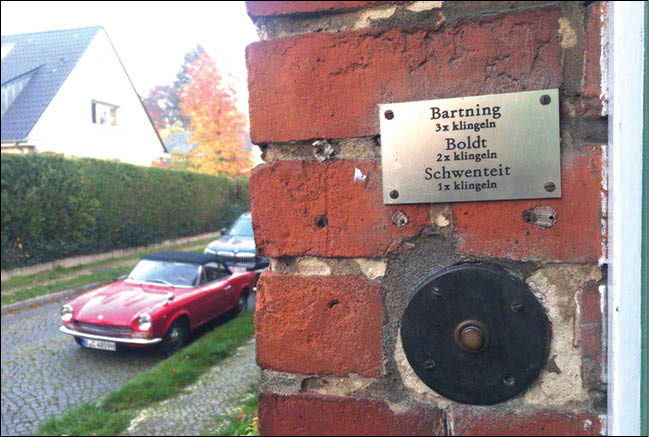 Bartning
3x klingeln
Boldt
2x klingeln
Schwenteit
1x klingeln